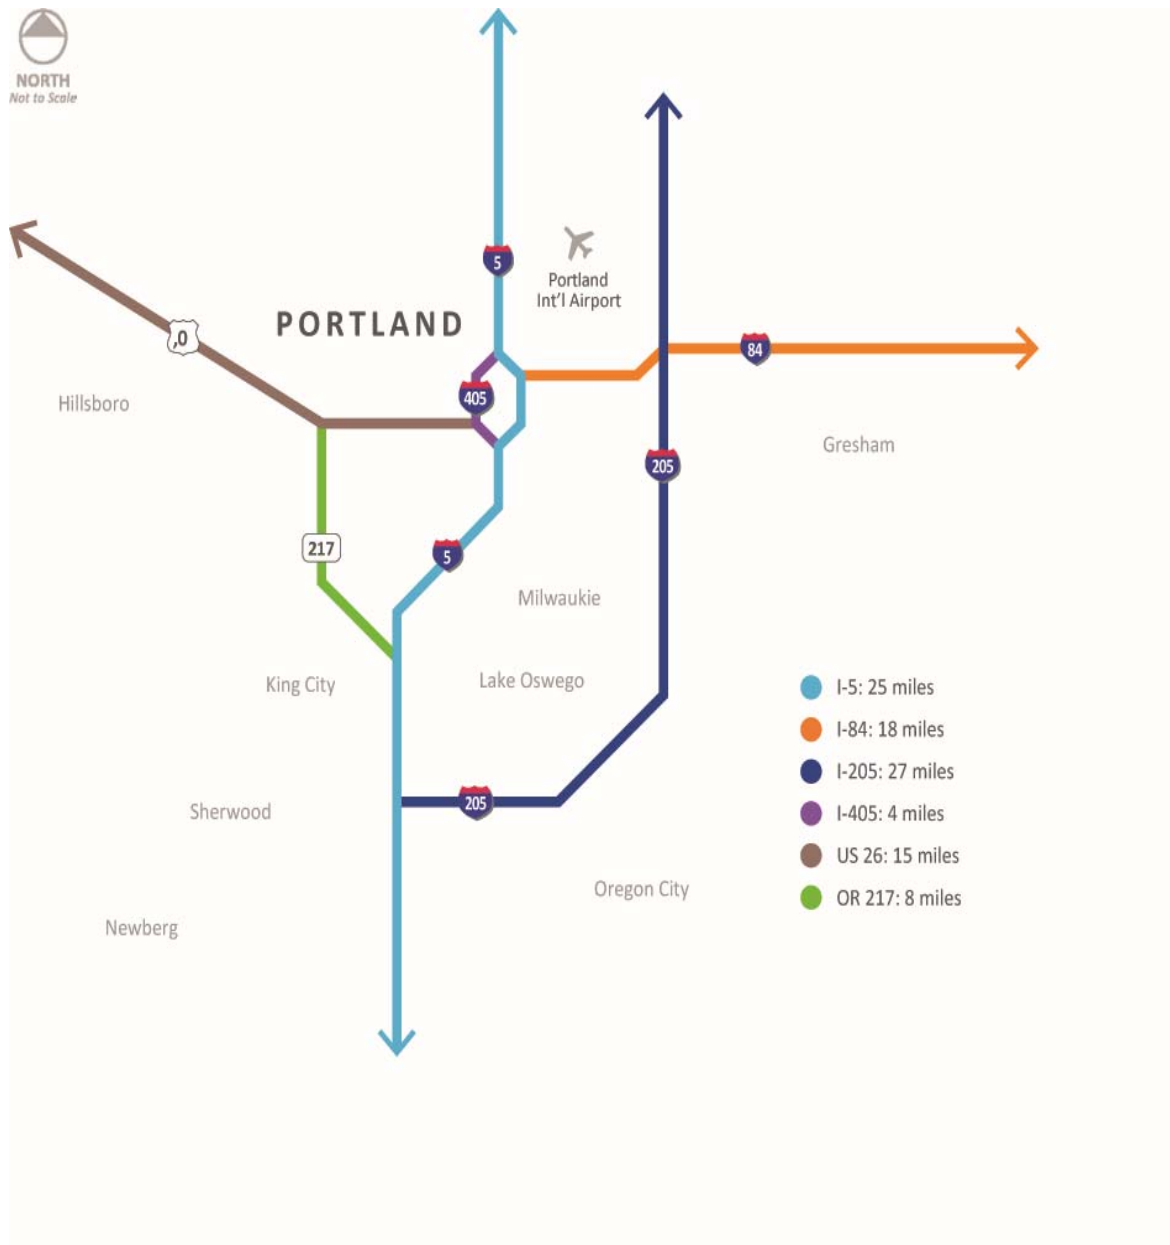 NORTH
Not to Scale
5
Portland
Int'l Airport
PORTLAND
,0
84
405
Hillsboro
Gresham
205
217
5
Milwaukie
King City
Lake Oswego
I-5: 25 miles
I-84: 18 miles
I-205: 27 miles
205
Sherwood
I-405: 4 miles
US 26: 15 miles
Oregon City
OR 217: 8 miles
Newberg